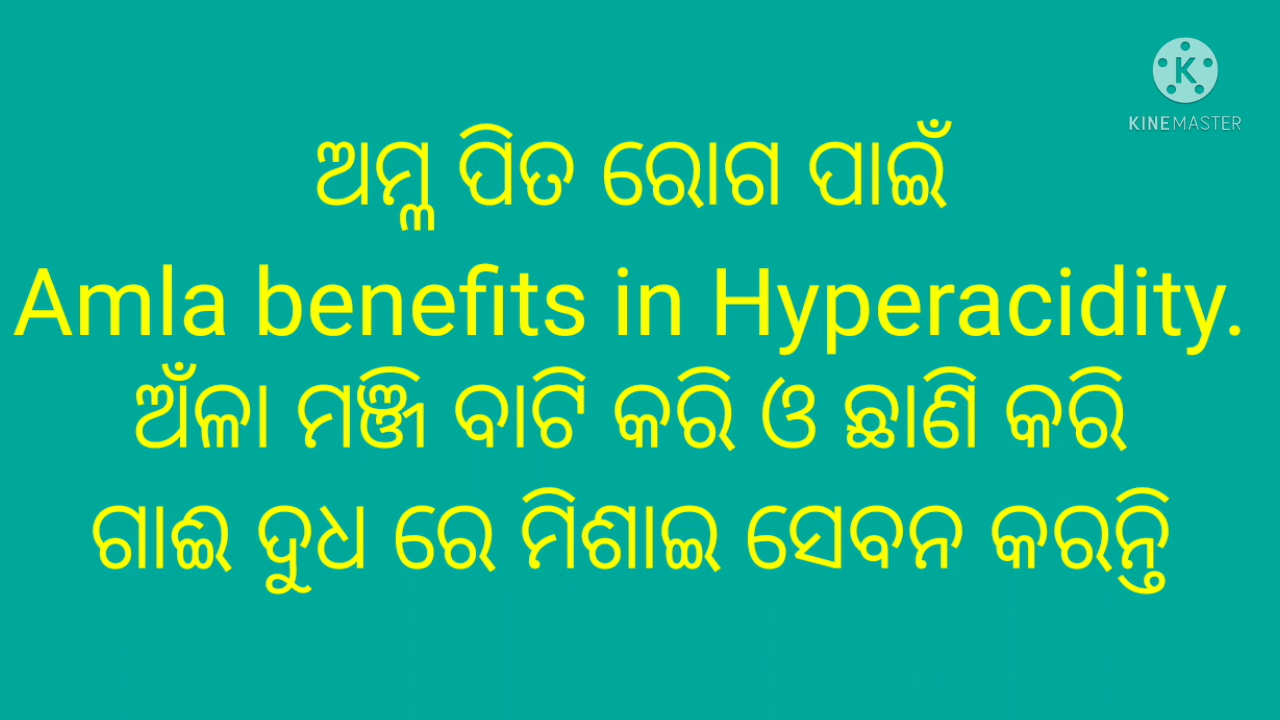 KINEMASTER
ଅମ୍ଳ ପିତ ରୋଗ ପାଇଁ
Amla benefits in Hyperacidity.
ଅଁଳା ମଞ୍ଜି ବାଟି କରି ଓ ଛାଣି କରି
ଗାଈ ଦୁଧ ରେ ମିଶାଇ ସେବନ କରନ୍ତି